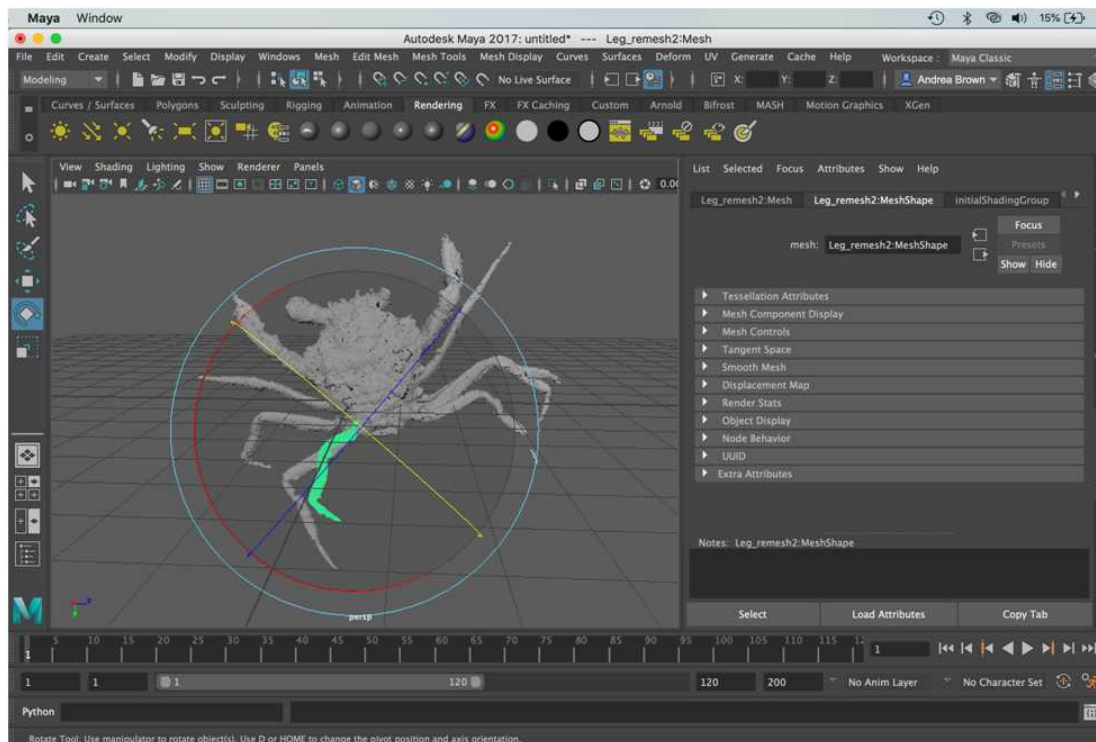 Maya Window 15%
Autodesk Maya 2017: untitled* --- Leg_remesh2:Mesh
File Edit Create Select Modify Display Windows Mesh Edit Mesh Mesh Tools Mesh Display Curves Surfaces Deform UV Generate Cache Help Workspace : Maya Classic
Modeling No Live Surface X: Y: Z: Andrea Brown
Curves / Surfaces Polygons Sculpting Rigging Animation Rendering FX FX Caching Custom Arnold Bifrost MASH Motion Graphics XGen
View Shading Lighting Show Renderer Panels
0.00
List Selected Focus Attributes Show Help
Leg_remesh2:Mesh Leg_remesh2:MeshShape initialShadingGroup
Focus
mesh: Leg_remesh2:MeshShape Presets
Show Hide
Tessellation Attributes
Mesh Component Display
Mesh Controls
Tangent Space
Smooth Mesh
Displacement Map
Render Stats
Object Display
Node Behavior
UUID
Extra Attributes
Notes: Leg_remesh2:MeshShape
persp
Select Load Attributes Copy Tab
5 10 15 20 25 30 35 40 45 50 55 60 65 70 75 80 85 90 95 100 105 110 115 12
1 1
1 1 1 120 120 200 No Anim Layer No Character Set
Python
Rotate Tool: Use manipulator to rotate object(s). Use D or HOME to change the pivot position and axis orientation.